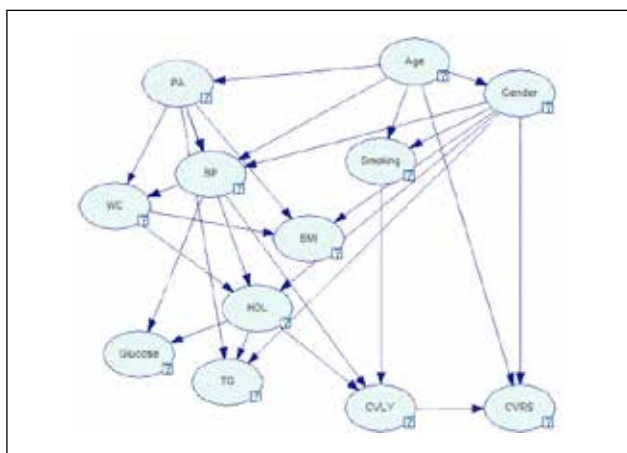 Age
PA
Gender
BP
Smoking
WC
BMI
HDL
Glucose
TG
CVLY
CVRS